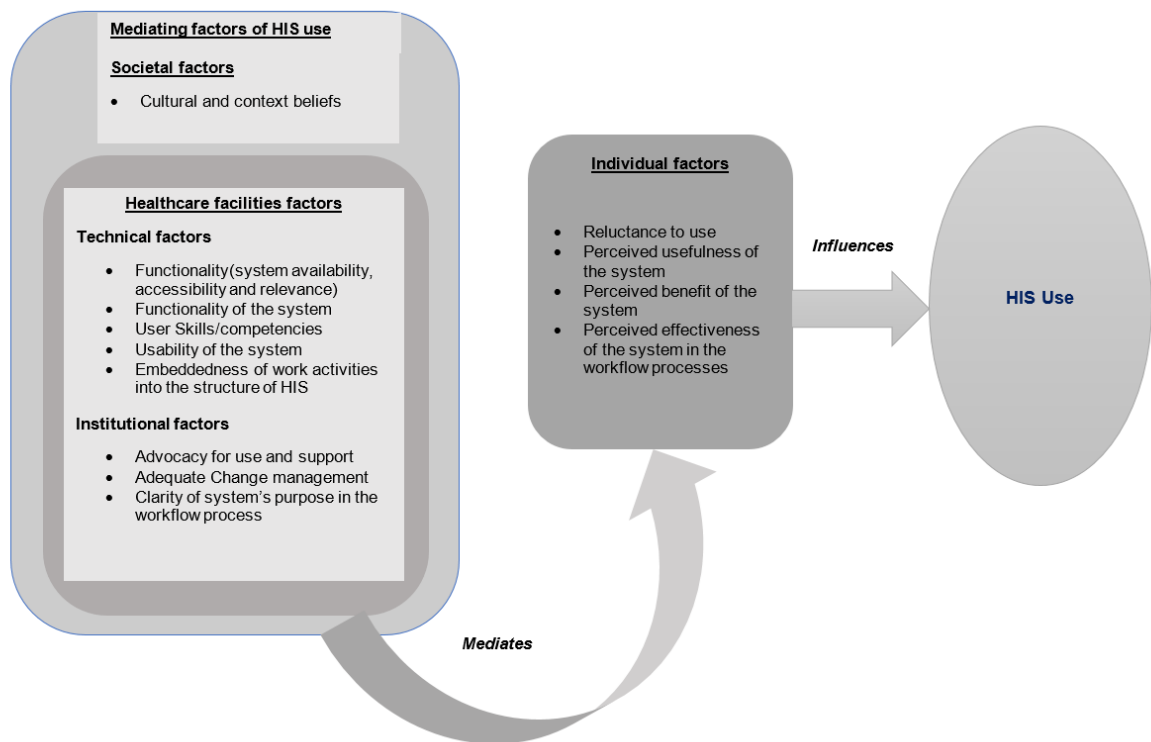 Mediating factors of HIS use
Societal factors
• Cultural and context beliefs
Healthcare facilities factors
Technical factors
• Functionality(system availability,
accessibility and relevance)
• Functionality of the system
• User Skills/competencies
• Usability of the system
• Embeddedness of work activities
into the structure of HIS
Institutional factors
• Advocacy for use and support
• Adequate Change management
• Clarity of system's purpose in the
workflow process
Mediates
Individual factors
• Reluctance to use
• Perceived usefulness of
the system
• Perceived benefit of the
system
• Perceived effectiveness
of the system in the
workflow processes
Influences
HIS Use